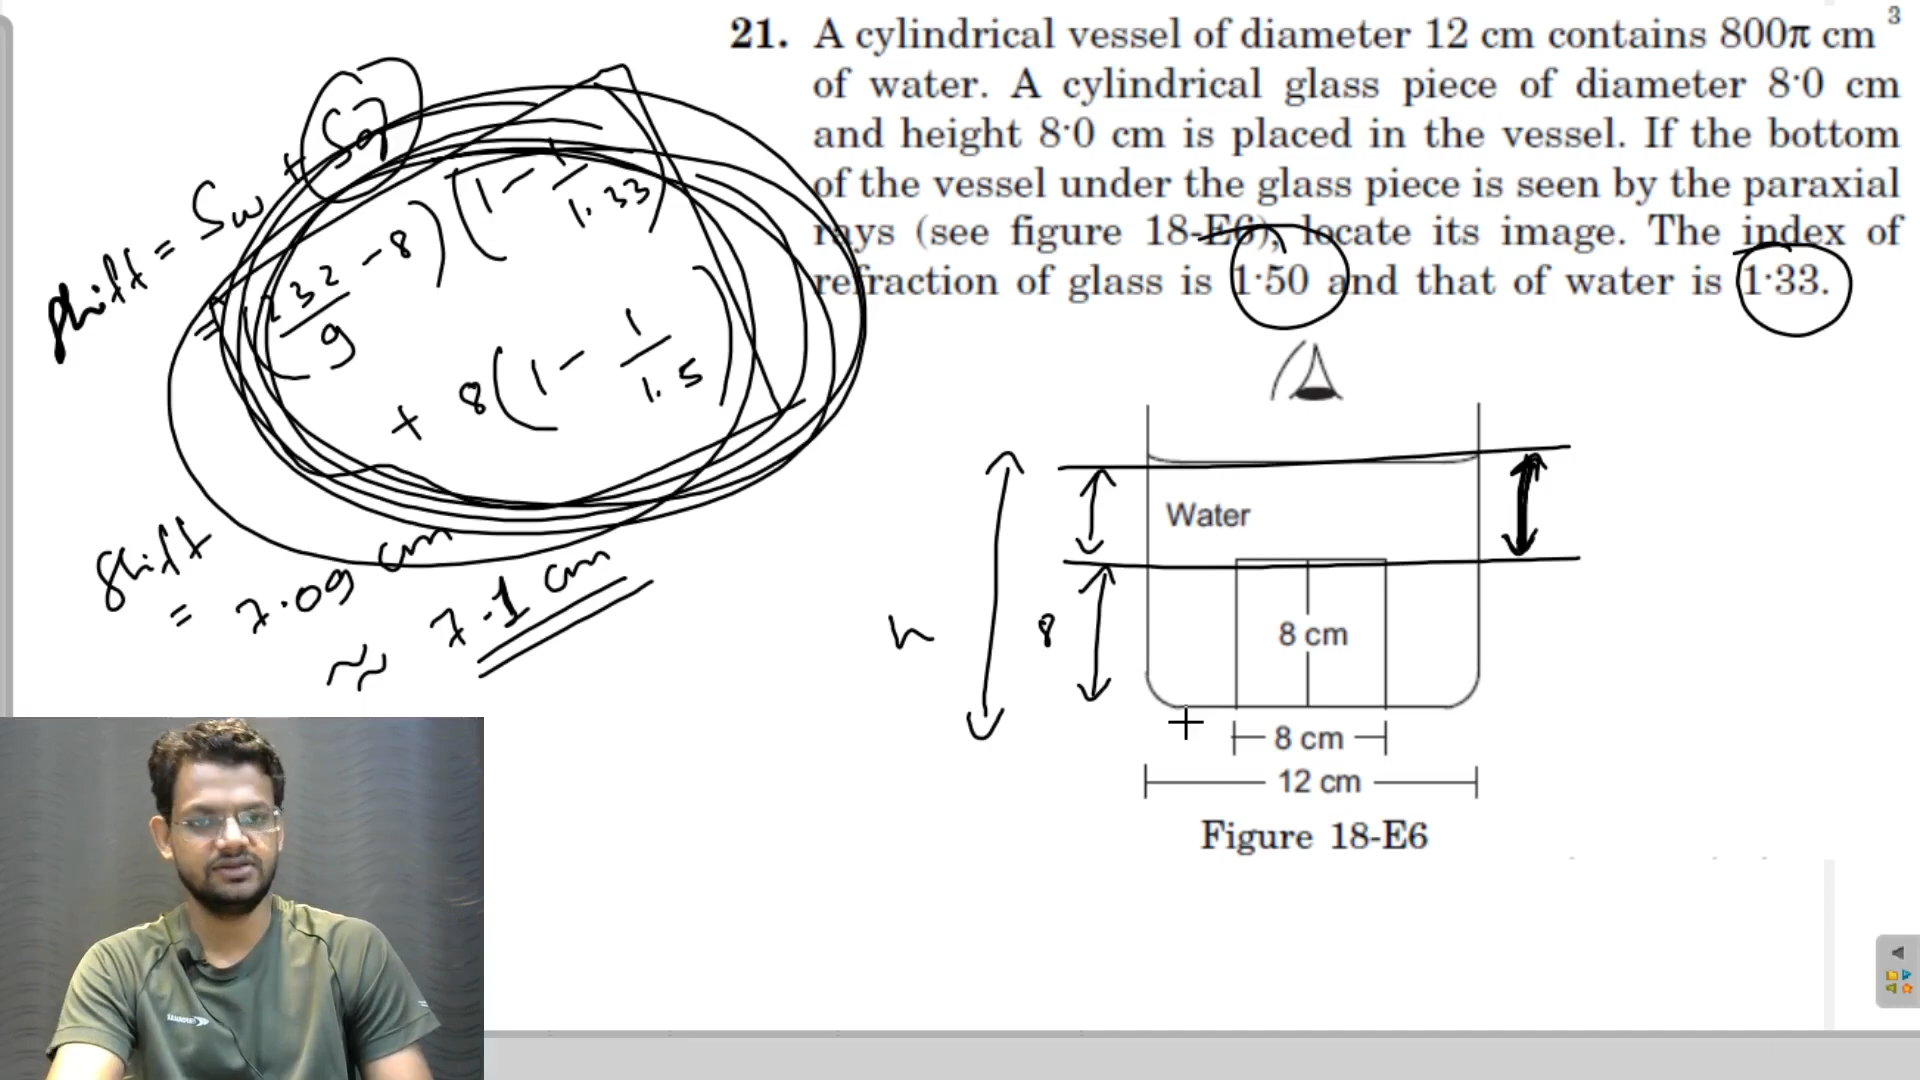 21. A cylindrical vessel of diameter 12 cm contains 800π cm³
of water. A cylindrical glass piece of diameter 8·0 cm
and height 8·0 cm is placed in the vessel. If the bottom
of the vessel under the glass piece is seen by the paraxial
rays (see figure 18-E6), locate its image. The index of
refraction of glass is 1·50 and that of water is 1·33.
shift = Sw + Sg
= (232/9 - 8) (1 - 1/1.33)
+ 8 (1 - 1/1.5)
shift
= 7.09 cm
≈ 7.1 cm
Water
h
8
8 cm
8 cm
12 cm
Figure 18-E6